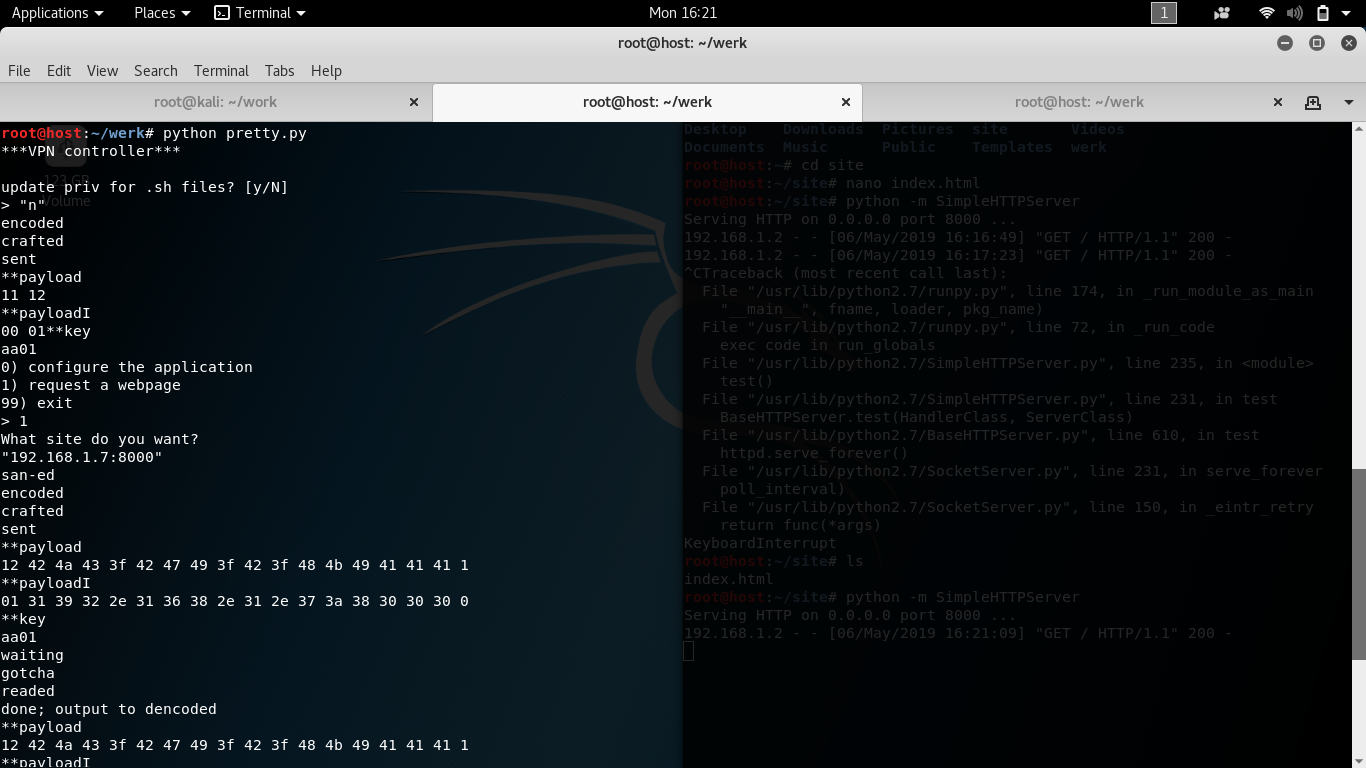 Applications Places Terminal Mon 16:21 1
root@host: ~/werk
File Edit View Search Terminal Tabs Help
root@kali: ~/work root@host: ~/werk root@host: ~/werk
root@host:~/werk# python pretty.py
***VPN controller***
123 GB
Volume
update priv for .sh files? [y/N]
> "n"
encoded
crafted
sent
**payload
11 12
**payloadI
00 01**key
aa01
0) configure the application
1) request a webpage
99) exit
> 1
What site do you want?
"192.168.1.7:8000"
san-ed
encoded
crafted
sent
**payload
12 42 4a 43 3f 42 47 49 3f 42 3f 48 4b 49 41 41 41 1
**payloadI
01 31 39 32 2e 31 36 38 2e 31 2e 37 3a 38 30 30 30 0
**key
aa01
waiting
gotcha
readed
done; output to dencoded
**payload
12 42 4a 43 3f 42 47 49 3f 42 3f 48 4b 49 41 41 41 1
**payloadI
Desktop Downloads Pictures site Videos
Documents Music Public Templates werk
root@host:~# cd site
root@host:~/site# nano index.html
root@host:~/site# python -m SimpleHTTPServer
Serving HTTP on 0.0.0.0 port 8000 ...
192.168.1.2 - - [06/May/2019 16:16:49] "GET / HTTP/1.1" 200 -
192.168.1.2 - - [06/May/2019 16:17:23] "GET / HTTP/1.1" 200 -
^CTraceback (most recent call last):
File "/usr/lib/python2.7/runpy.py", line 174, in _run_module_as_main
"__main__", fname, loader, pkg_name)
File "/usr/lib/python2.7/runpy.py", line 72, in _run_code
exec code in run_globals
File "/usr/lib/python2.7/SimpleHTTPServer.py", line 235, in <module>
test()
File "/usr/lib/python2.7/SimpleHTTPServer.py", line 231, in test
BaseHTTPServer.test(HandlerClass, ServerClass)
File "/usr/lib/python2.7/BaseHTTPServer.py", line 610, in test
httpd.serve_forever()
File "/usr/lib/python2.7/SocketServer.py", line 231, in serve_forever
poll_interval)
File "/usr/lib/python2.7/SocketServer.py", line 150, in _eintr_retry
return func(*args)
KeyboardInterrupt
root@host:~/site# ls
index.html
root@host:~/site# python -m SimpleHTTPServer
Serving HTTP on 0.0.0.0 port 8000 ...
192.168.1.2 - - [06/May/2019 16:21:09] "GET / HTTP/1.1" 200 -